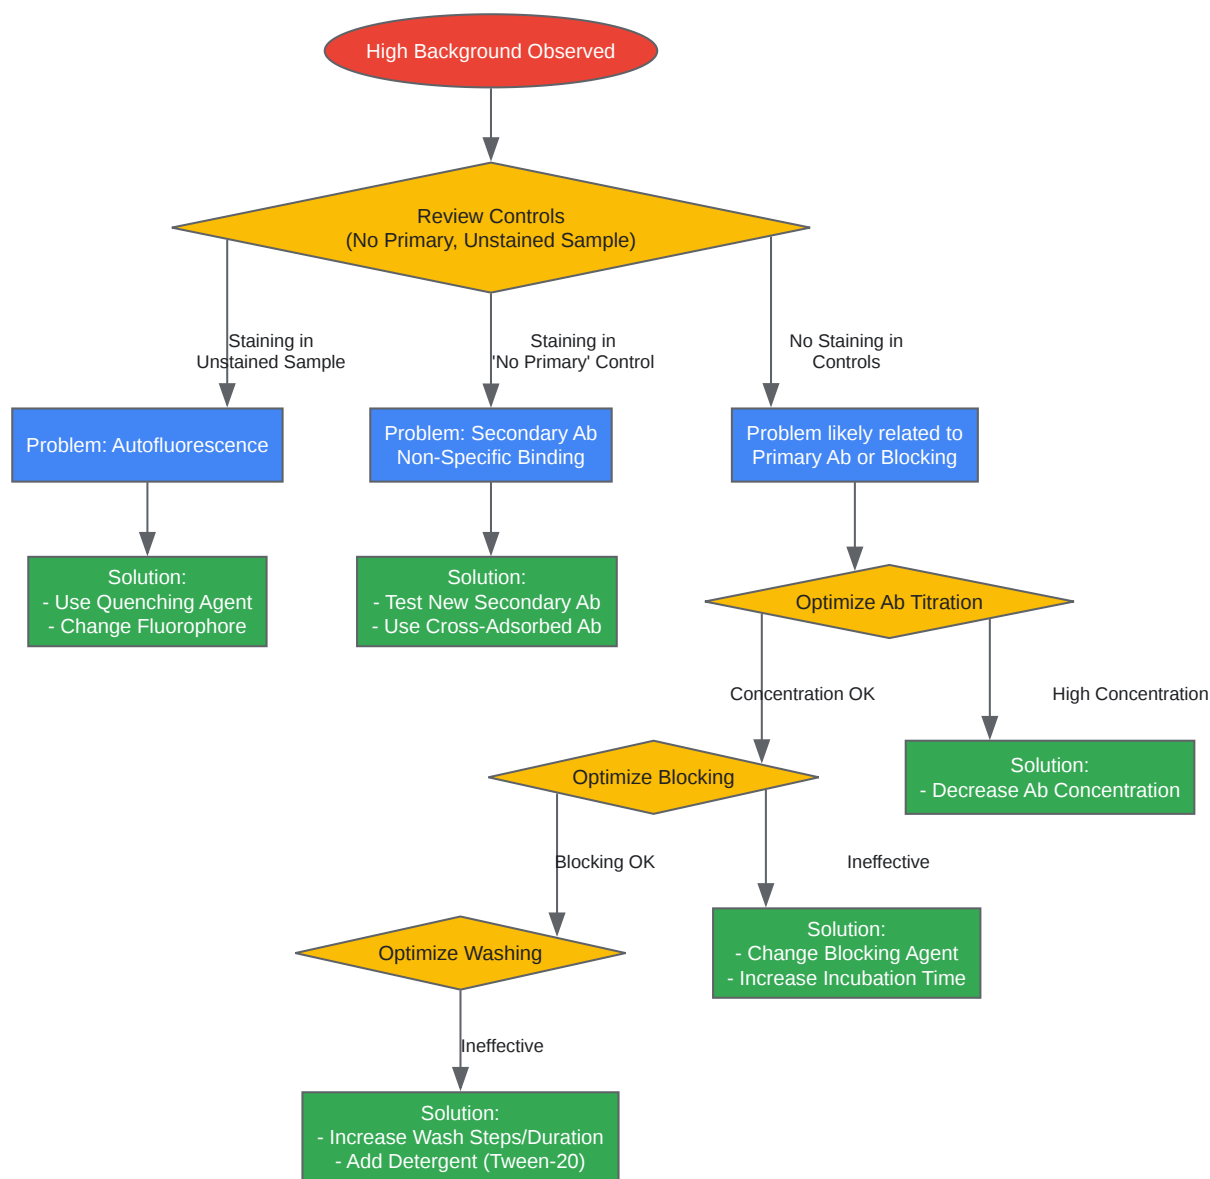 High Background Observed
Review Controls
(No Primary, Unstained Sample)
Staining in
Unstained Sample
Staining in
'No Primary' Control
No Staining in
Controls
Problem: Autofluorescence
Problem: Secondary Ab
Non-Specific Binding
Problem likely related to
Primary Ab or Blocking
Solution:
- Use Quenching Agent
- Change Fluorophore
Solution:
- Test New Secondary Ab
- Use Cross-Adsorbed Ab
Optimize Ab Titration
Concentration OK
High Concentration
Optimize Blocking
Solution:
- Decrease Ab Concentration
Blocking OK
Ineffective
Optimize Washing
Solution:
- Change Blocking Agent
- Increase Incubation Time
Ineffective
Solution:
- Increase Wash Steps/Duration
- Add Detergent (Tween-20)